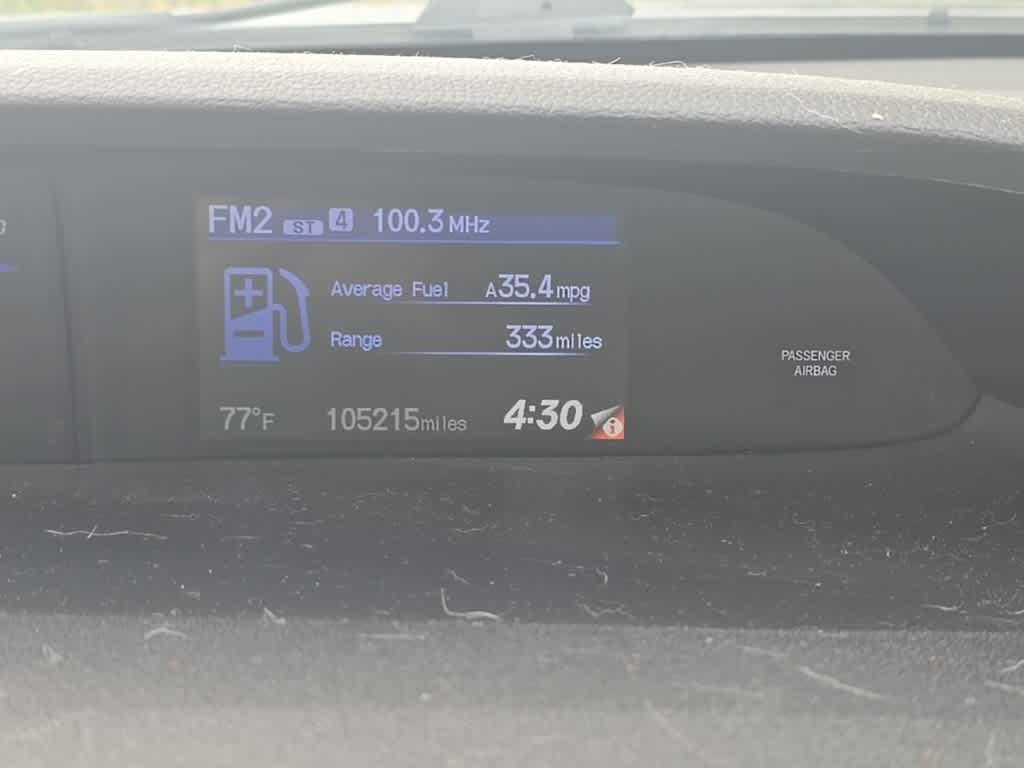 FM2 ST 4 100.3 MHz
Average Fuel A35.4 mpg
Range 333 miles
77°F 105215 miles 4:30 i
PASSENGER
AIRBAG